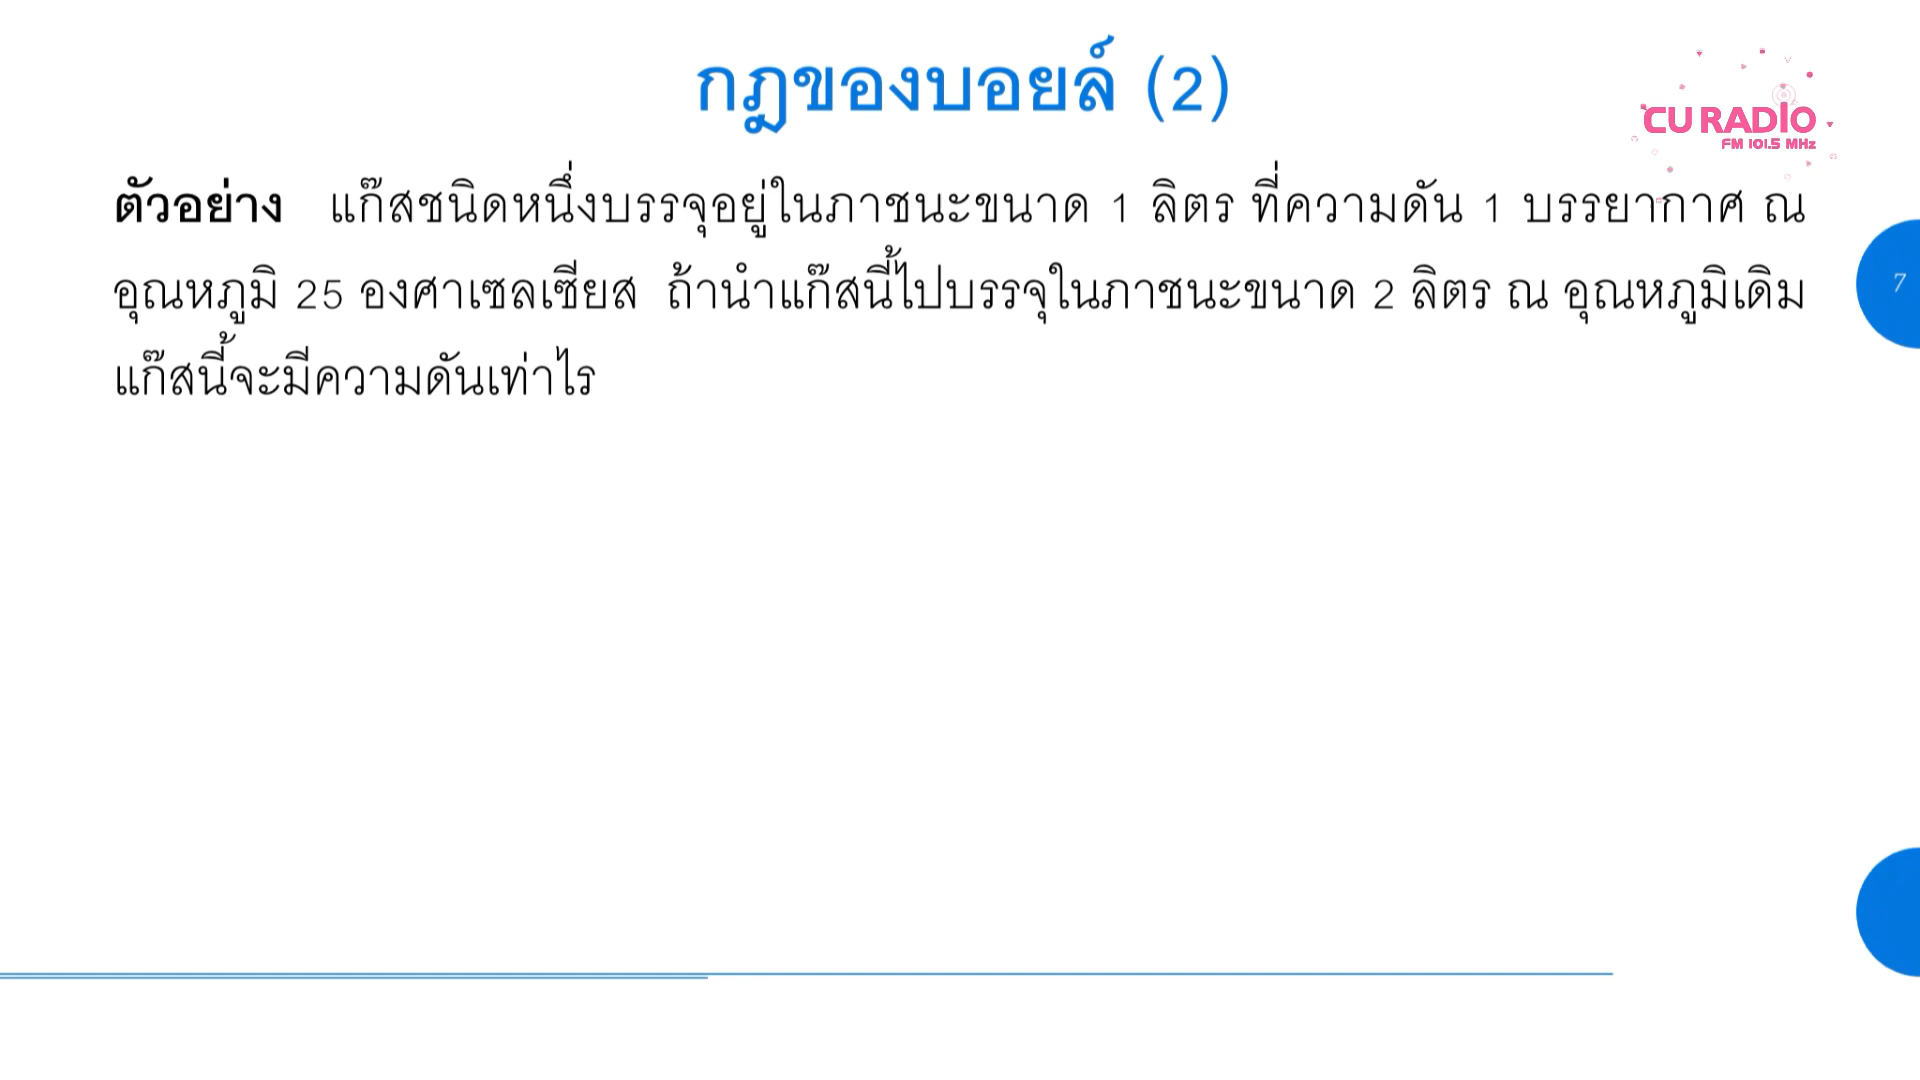 กฎของบอยล์ (2)
CU RADIO
FM 101.5 MHz
ตัวอย่าง แก๊สชนิดหนึ่งบรรจุอยู่ในภาชนะขนาด 1 ลิตร ที่ความดัน 1 บรรยากาศ ณ
อุณหภูมิ 25 องศาเซลเซียส ถ้านำแก๊สนี้ไปบรรจุในภาชนะขนาด 2 ลิตร ณ อุณหภูมิเดิม
แก๊สนี้จะมีความดันเท่าไร
7